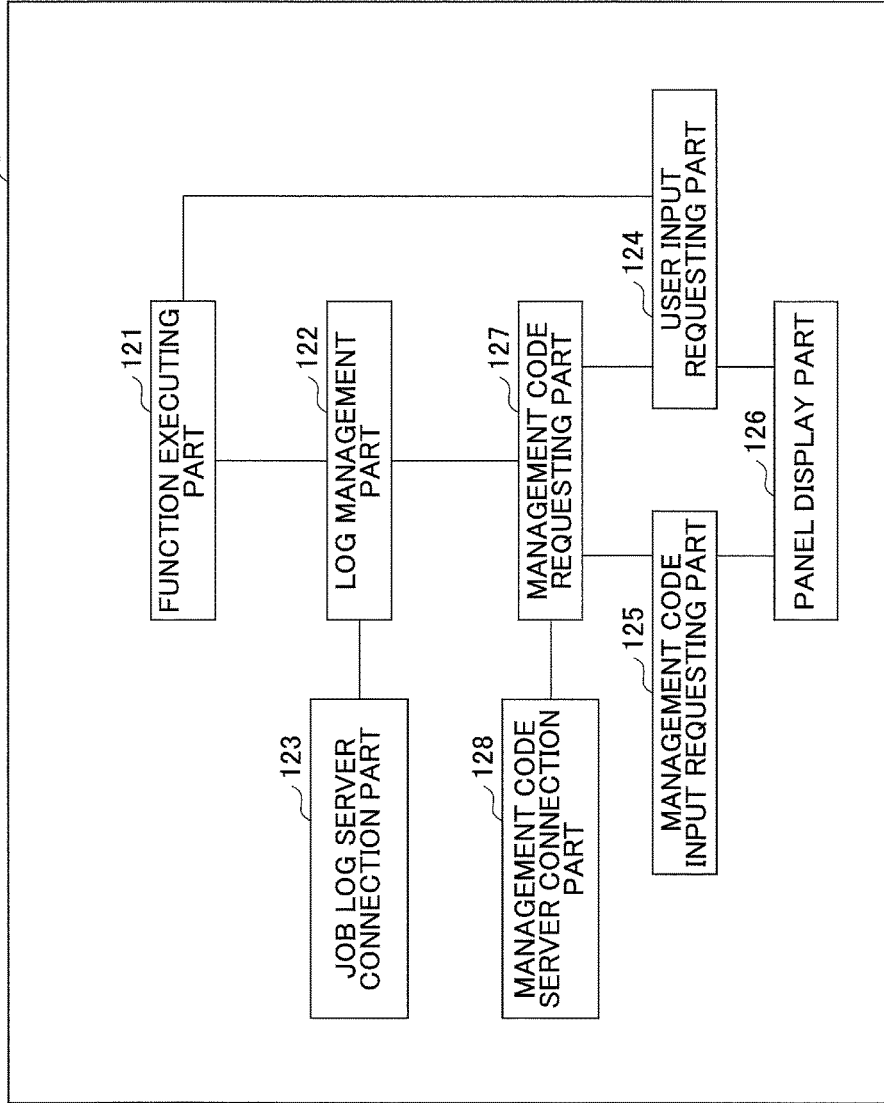 121
FUNCTION EXECUTING
PART
122
LOG MANAGEMENT
PART
123
JOB LOG SERVER
CONNECTION PART
127
MANAGEMENT CODE
REQUESTING PART
128
MANAGEMENT CODE
SERVER CONNECTION
PART
124
USER INPUT
REQUESTING PART
125
MANAGEMENT CODE
INPUT REQUESTING PART
126
PANEL DISPLAY PART